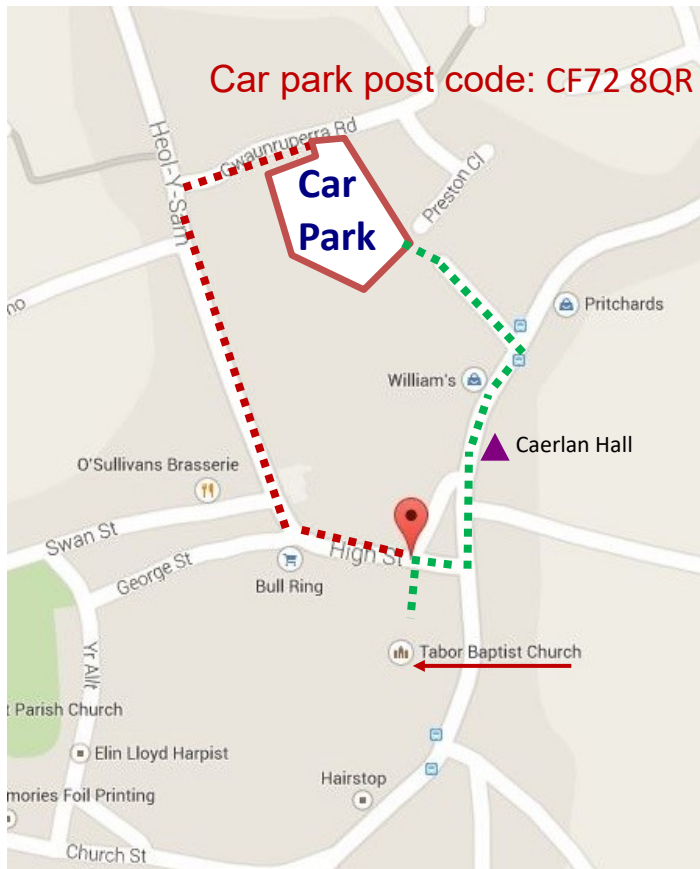 Car park post code: CF72 8QR
Heol-Y-Sarn
Gwaunruperra Rd
Car
Park
Preston Cl
no
Pritchards
William's
Caerlan Hall
O'Sullivans Brasserie
Swan St
High St
George St
Bull Ring
Tabor Baptist Church
Yr Allt
t Parish Church
Elin Lloyd Harpist
Hairstop
mories Foil Printing
Church St